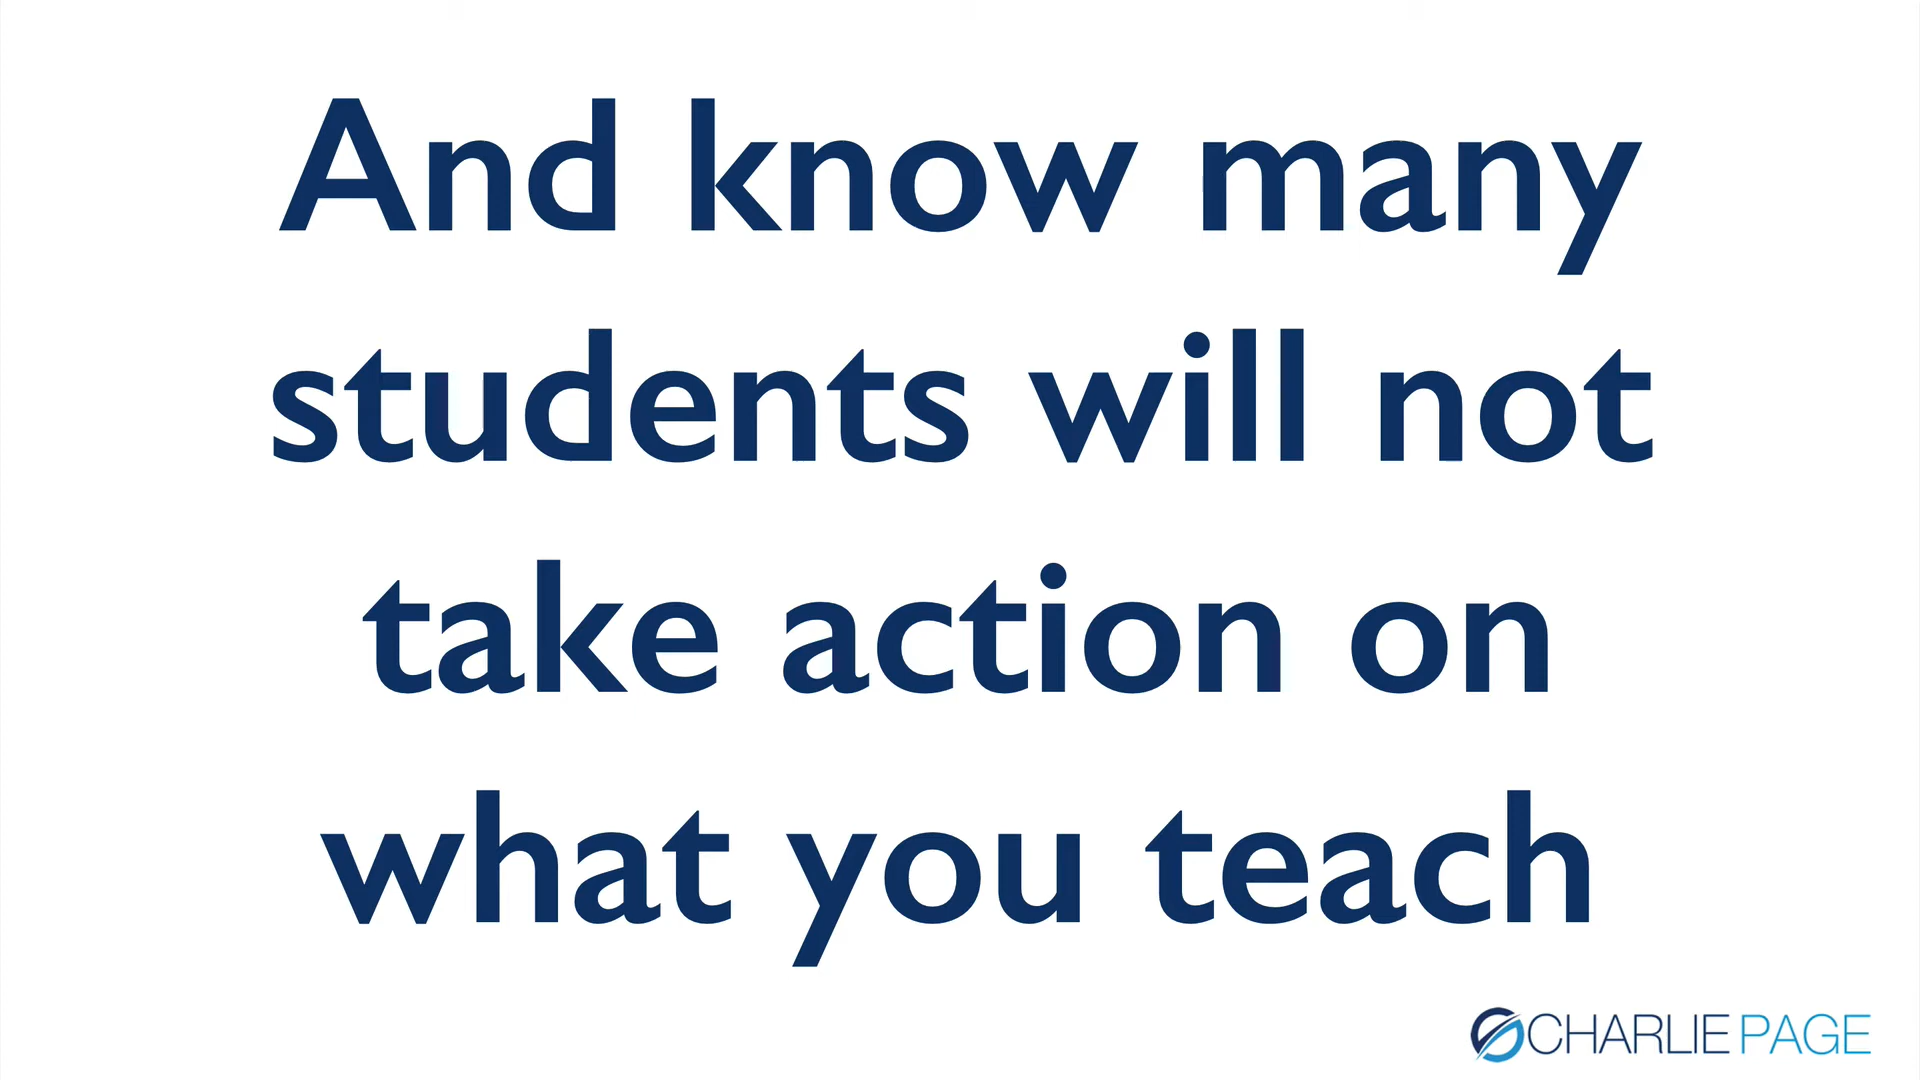 And know many
students will not
take action on
what you teach
CHARLIE PAGE